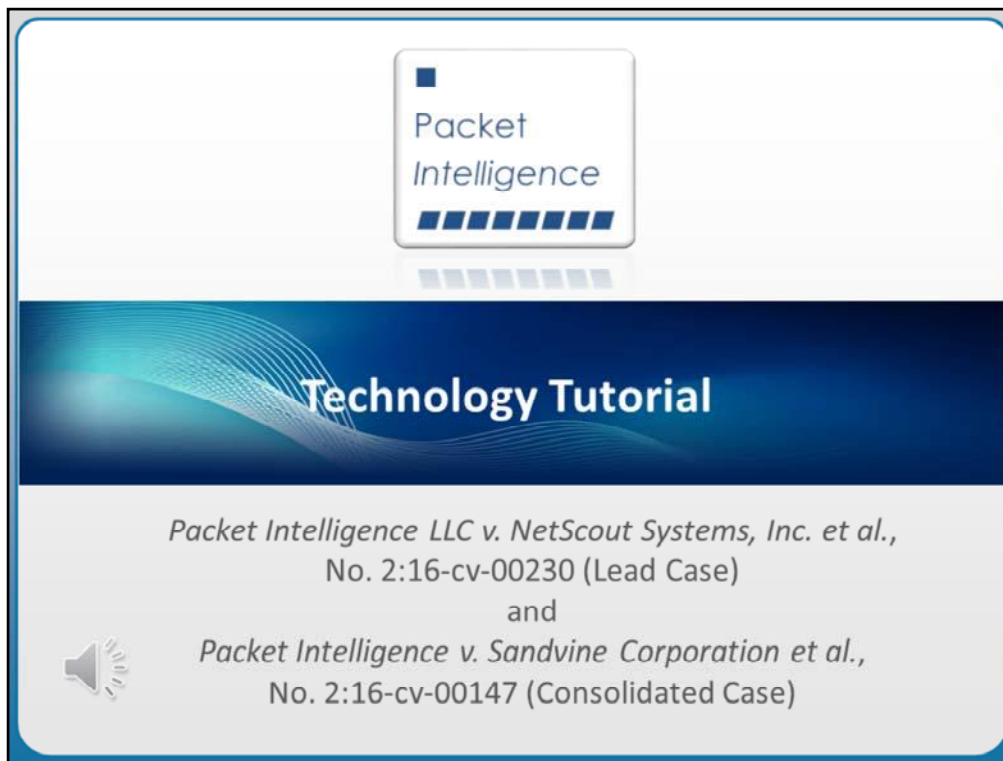 Packet
Intelligence
Technology Tutorial
Packet Intelligence LLC v. NetScout Systems, Inc. et al.,
No. 2:16-cv-00230 (Lead Case)
and
Packet Intelligence v. Sandvine Corporation et al.,
No. 2:16-cv-00147 (Consolidated Case)